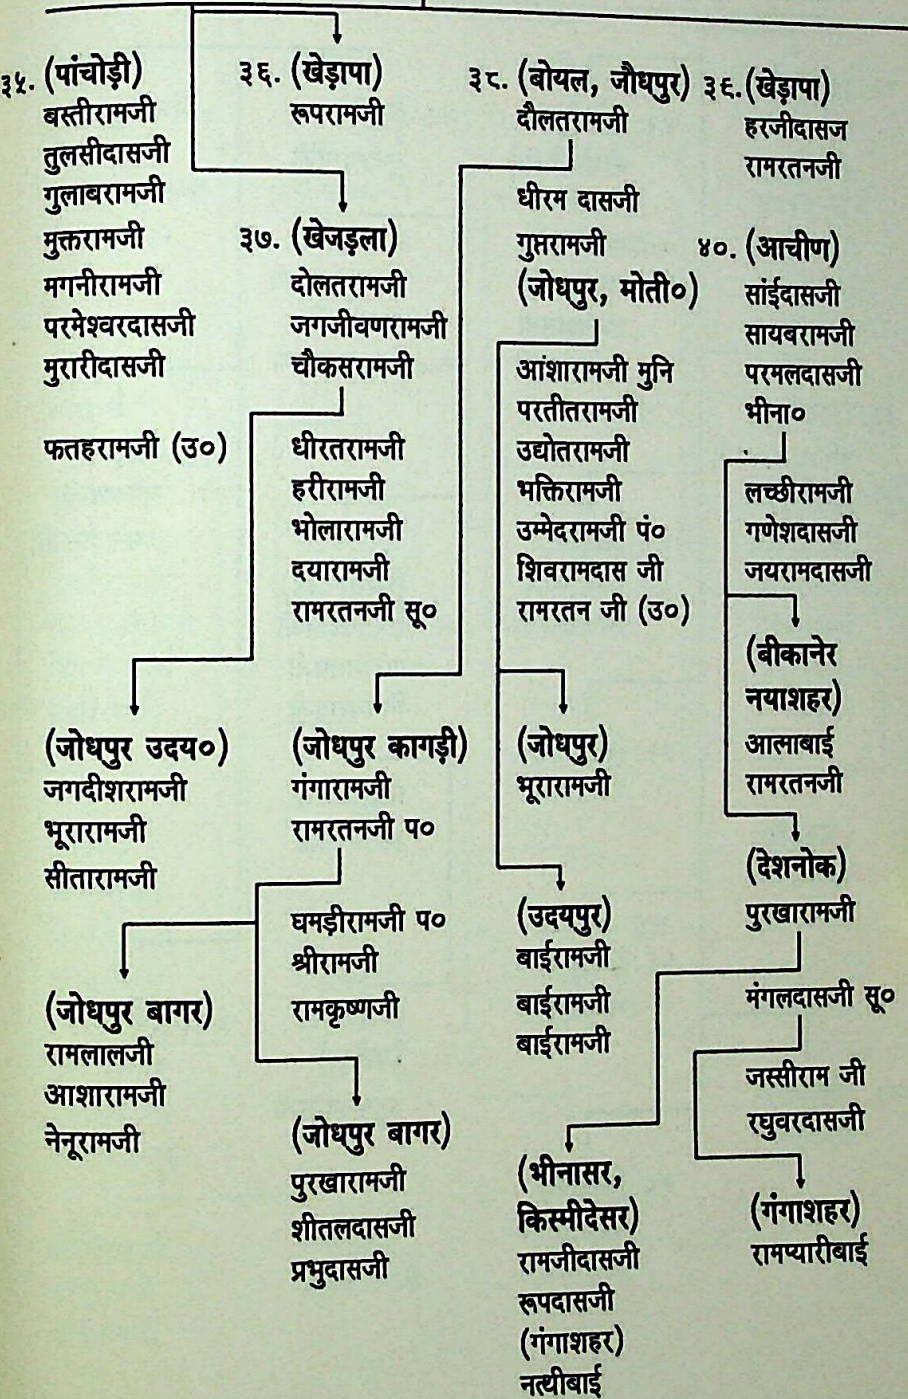 ३५. (पांचोड़ी)
बस्तीरामजी
तुलसीदासजी
गुलाबरामजी
मुक्तरामजी
मगनीरामजी
परमेश्वरदासजी
मुरारीदासजी
फतहरामजी (उ०)
(जोधपुर उदय०)
जगदीशरामजी
भूरारामजी
सीतारामजी
(जोधपुर बागर)
रामलालजी
आशारामजी
नेनूरामजी
३६. (खेड़ापा)
रूपरामजी
३७. (खेजड़ला)
दोलतरामजी
जगजीवणरामजी
चौकसरामजी
धीरतरामजी
हरीरामजी
भोलारामजी
दयारामजी
रामरतनजी सू०
(जोधपुर कागड़ी)
गंगारामजी
रामरतनजी प०
घमड़ीरामजी प०
श्रीरामजी
रामकृष्णजी
(जोधपुर बागर)
पुरखारामजी
शीतलदासजी
प्रभुदासजी
३८. (बोयल, जौधपुर)
दौलतरामजी
धीरम दासजी
गुप्तरामजी
(जोधपुर, मोती०)
आंशारामजी मुनि
परतीतरामजी
उद्योतरामजी
भक्तिरामजी
उम्मेदरामजी पं०
शिवरामदास जी
रामरतन जी (उ०)
(जोधपुर)
भूरारामजी
(उदयपुर)
बाईरामजी
बाईरामजी
बाईरामजी
(भीनासर,
किस्मीदेसर)
रामजीदासजी
रूपदासजी
(गंगाशहर)
नत्थीबाई
३९. (खेड़ापा)
हरजीदासज
रामरतनजी
४०. (आचीण)
सांईदासजी
सायबरामजी
परमलदासजी
भीना०
लच्छीरामजी
गणेशदासजी
जयरामदासजी
(बीकानेर
नयाशहर)
आलाबाई
रामरतनजी
(देशनोक)
पुरखारामजी
मंगलदासजी सू०
जस्सीराम जी
रघुवरदासजी
(गंगाशहर)
रामप्यारीबाई